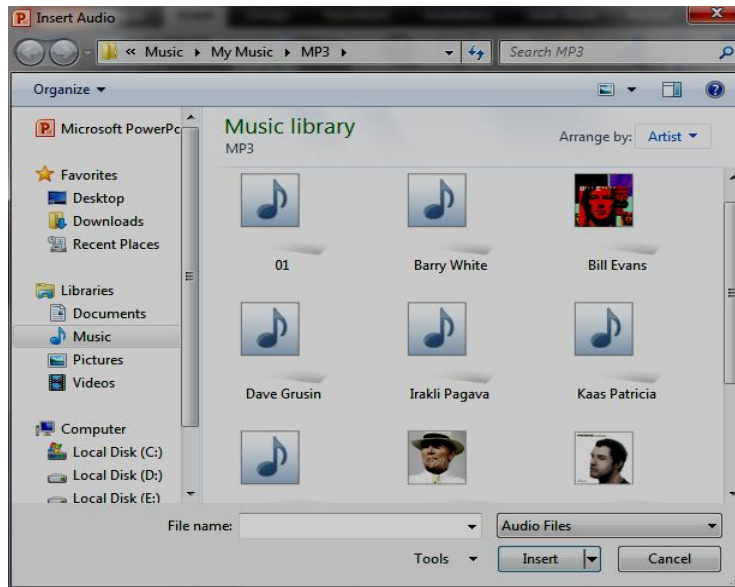 Insert Audio
« Music ▸ My Music ▸ MP3 ▸
Search MP3
Organize
Microsoft PowerPo
Music library
MP3
Arrange by: Artist
Favorites
Desktop
Downloads
Recent Places
Libraries
Documents
Music
Pictures
Videos
Computer
Local Disk (C:)
Local Disk (D:)
Local Disk (E:)
01
Barry White
Bill Evans
Dave Grusin
Irakli Pagava
Kaas Patricia
File name:
Audio Files
Tools
Insert
Cancel